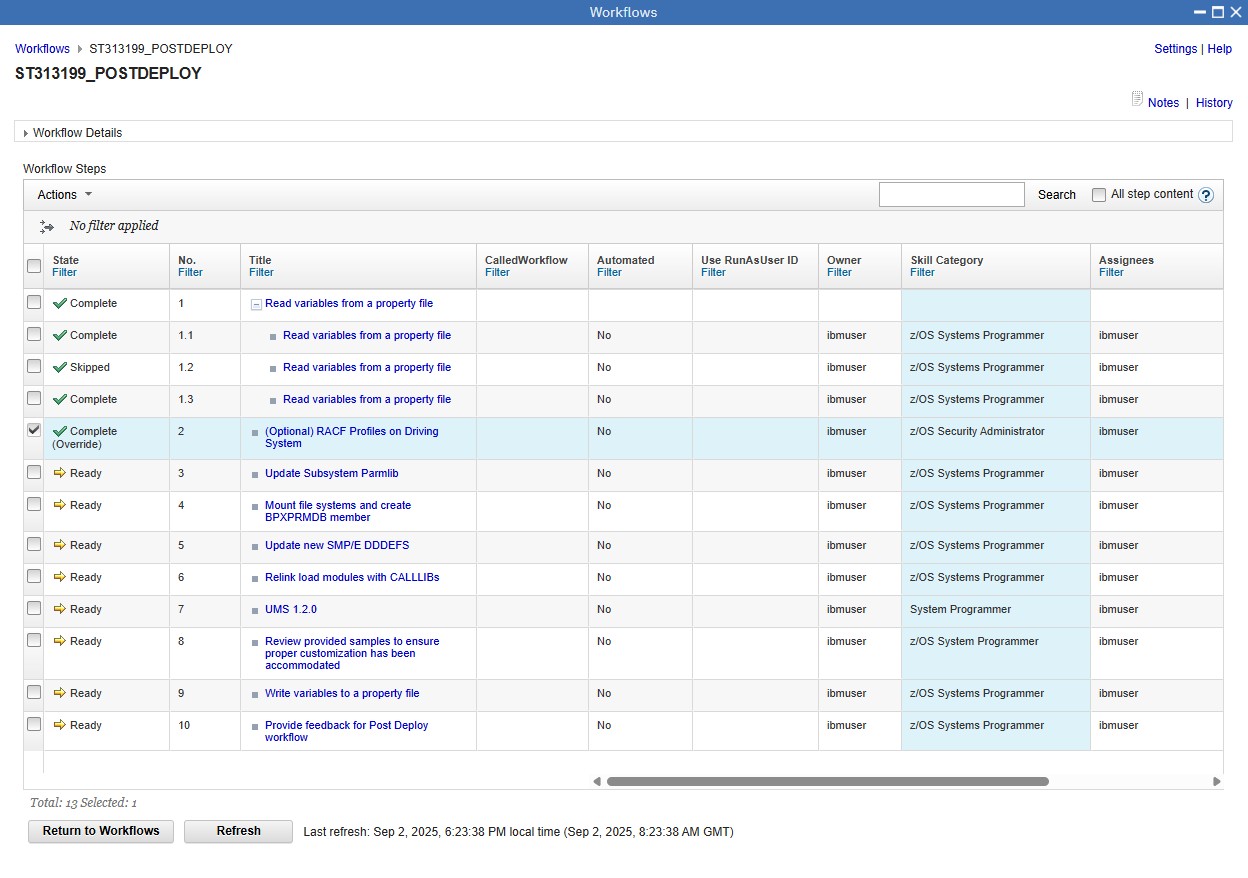 Workflows
Workflows ST313199_POSTDEPLOY
Settings | Help
ST313199_POSTDEPLOY
Notes | History
Workflow Details
Workflow Steps
Actions Search All step content ?
No filter applied
State No. Title CalledWorkflow Automated Use RunAsUser ID Owner Skill Category Assignees
Filter Filter Filter Filter Filter Filter Filter Filter Filter
Complete 1 Read variables from a property file
Complete 1.1 Read variables from a property file No ibmuser z/OS Systems Programmer ibmuser
Skipped 1.2 Read variables from a property file No ibmuser z/OS Systems Programmer ibmuser
Complete 1.3 Read variables from a property file No ibmuser z/OS Systems Programmer ibmuser
Complete 2 (Optional) RACF Profiles on Driving No ibmuser z/OS Security Administrator ibmuser
(Override) System
Ready 3 Update Subsystem Parmlib No ibmuser z/OS Systems Programmer ibmuser
Ready 4 Mount file systems and create No ibmuser z/OS Systems Programmer ibmuser
BPXPRMDB member
Ready 5 Update new SMP/E DDDEFS No ibmuser z/OS Systems Programmer ibmuser
Ready 6 Relink load modules with CALLLIBs No ibmuser z/OS Systems Programmer ibmuser
Ready 7 UMS 1.2.0 No ibmuser System Programmer ibmuser
Ready 8 Review provided samples to ensure No ibmuser z/OS System Programmer ibmuser
proper customization has been
accommodated
Ready 9 Write variables to a property file No ibmuser z/OS Systems Programmer ibmuser
Ready 10 Provide feedback for Post Deploy No ibmuser z/OS Systems Programmer ibmuser
workflow
Total: 13 Selected: 1
Return to Workflows Refresh Last refresh: Sep 2, 2025, 6:23:38 PM local time (Sep 2, 2025, 8:23:38 AM GMT)